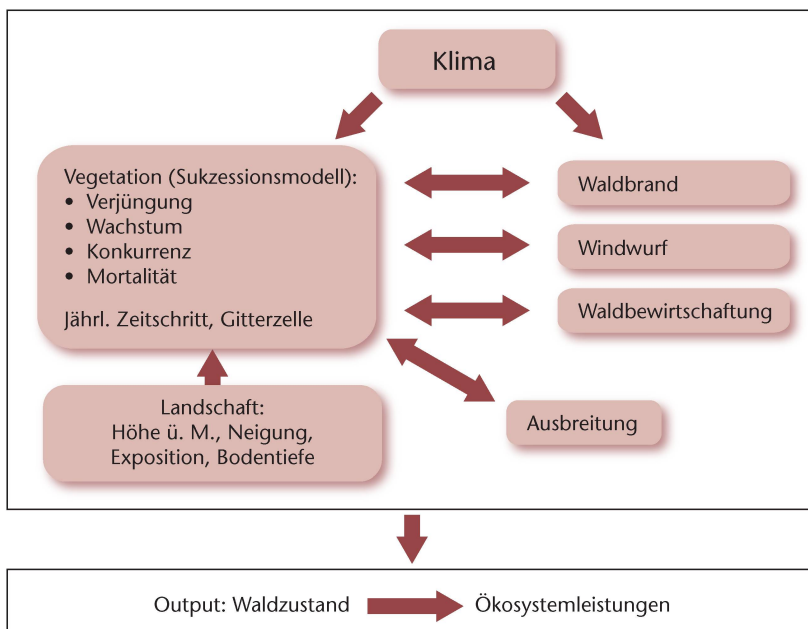 Klima
Vegetation (Sukzessionsmodell):
• Verjüngung
• Wachstum
• Konkurrenz
• Mortalität
Jährl. Zeitschritt, Gitterzelle
Waldbrand
Windwurf
Waldbewirtschaftung
Landschaft:
Höhe ü. M., Neigung,
Exposition, Bodentiefe
Ausbreitung
Output: Waldzustand Ökosystemleistungen